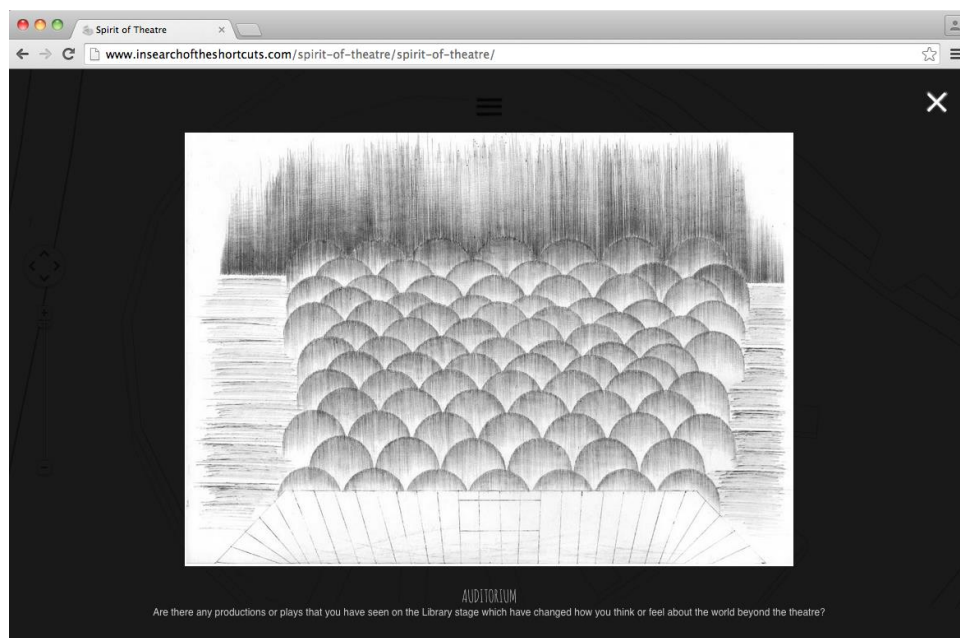 Spirit of Theatre
www.insearchoftheshortcuts.com/spirit-of-theatre/spirit-of-theatre/
AUDITORIUM
Are there any productions or plays that you have seen on the Library stage which have changed how you think or feel about the world beyond the theatre?